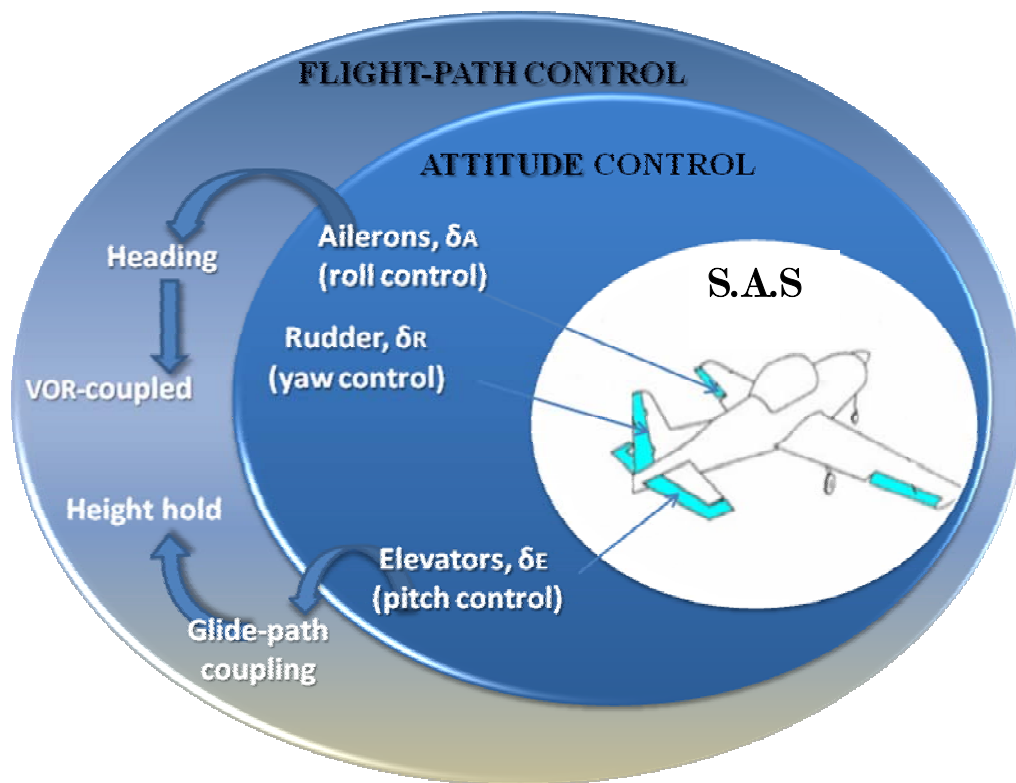 FLIGHT-PATH CONTROL
ATTITUDE CONTROL
Ailerons, δA
(roll control)
Heading
S.A.S
Rudder, δR
(yaw control)
VOR-coupled
Height hold
Elevators, δE
(pitch control)
Glide-path
coupling